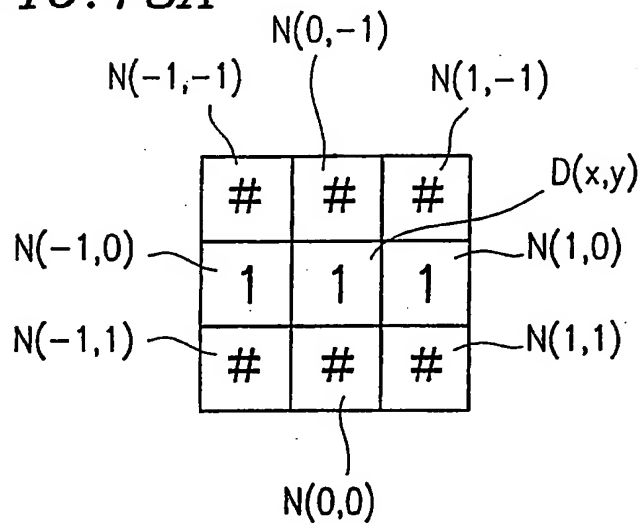 N(0,-1)
N(-1,-1) N(1,-1)
# # # D(x,y)
N(-1,0) 1 1 1 N(1,0)
N(-1,1) # # # N(1,1)
N(0,0)